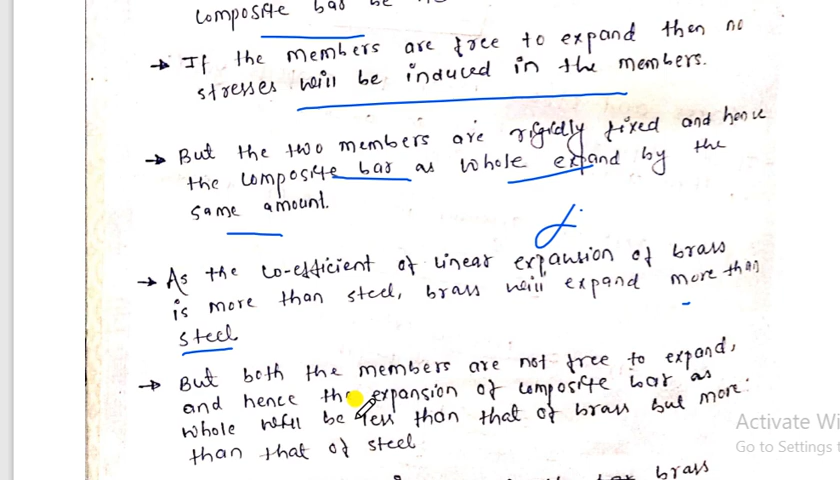 composite bar be
→ If the members are free to expand then no
stresses will be induced in the members.
→ But the two members are rigidly fixed and hence
the composite bar as whole expand by the
same amount.
α
→ As the co-efficient of linear expansion of brass
is more than steel, brass will expand more than
steel
→ But both the members are not free to expand,
and hence the expansion of composite bar as
whole will be less than that of brass but more.
than that of steel
brass
Activate Wi
Go to Settings t